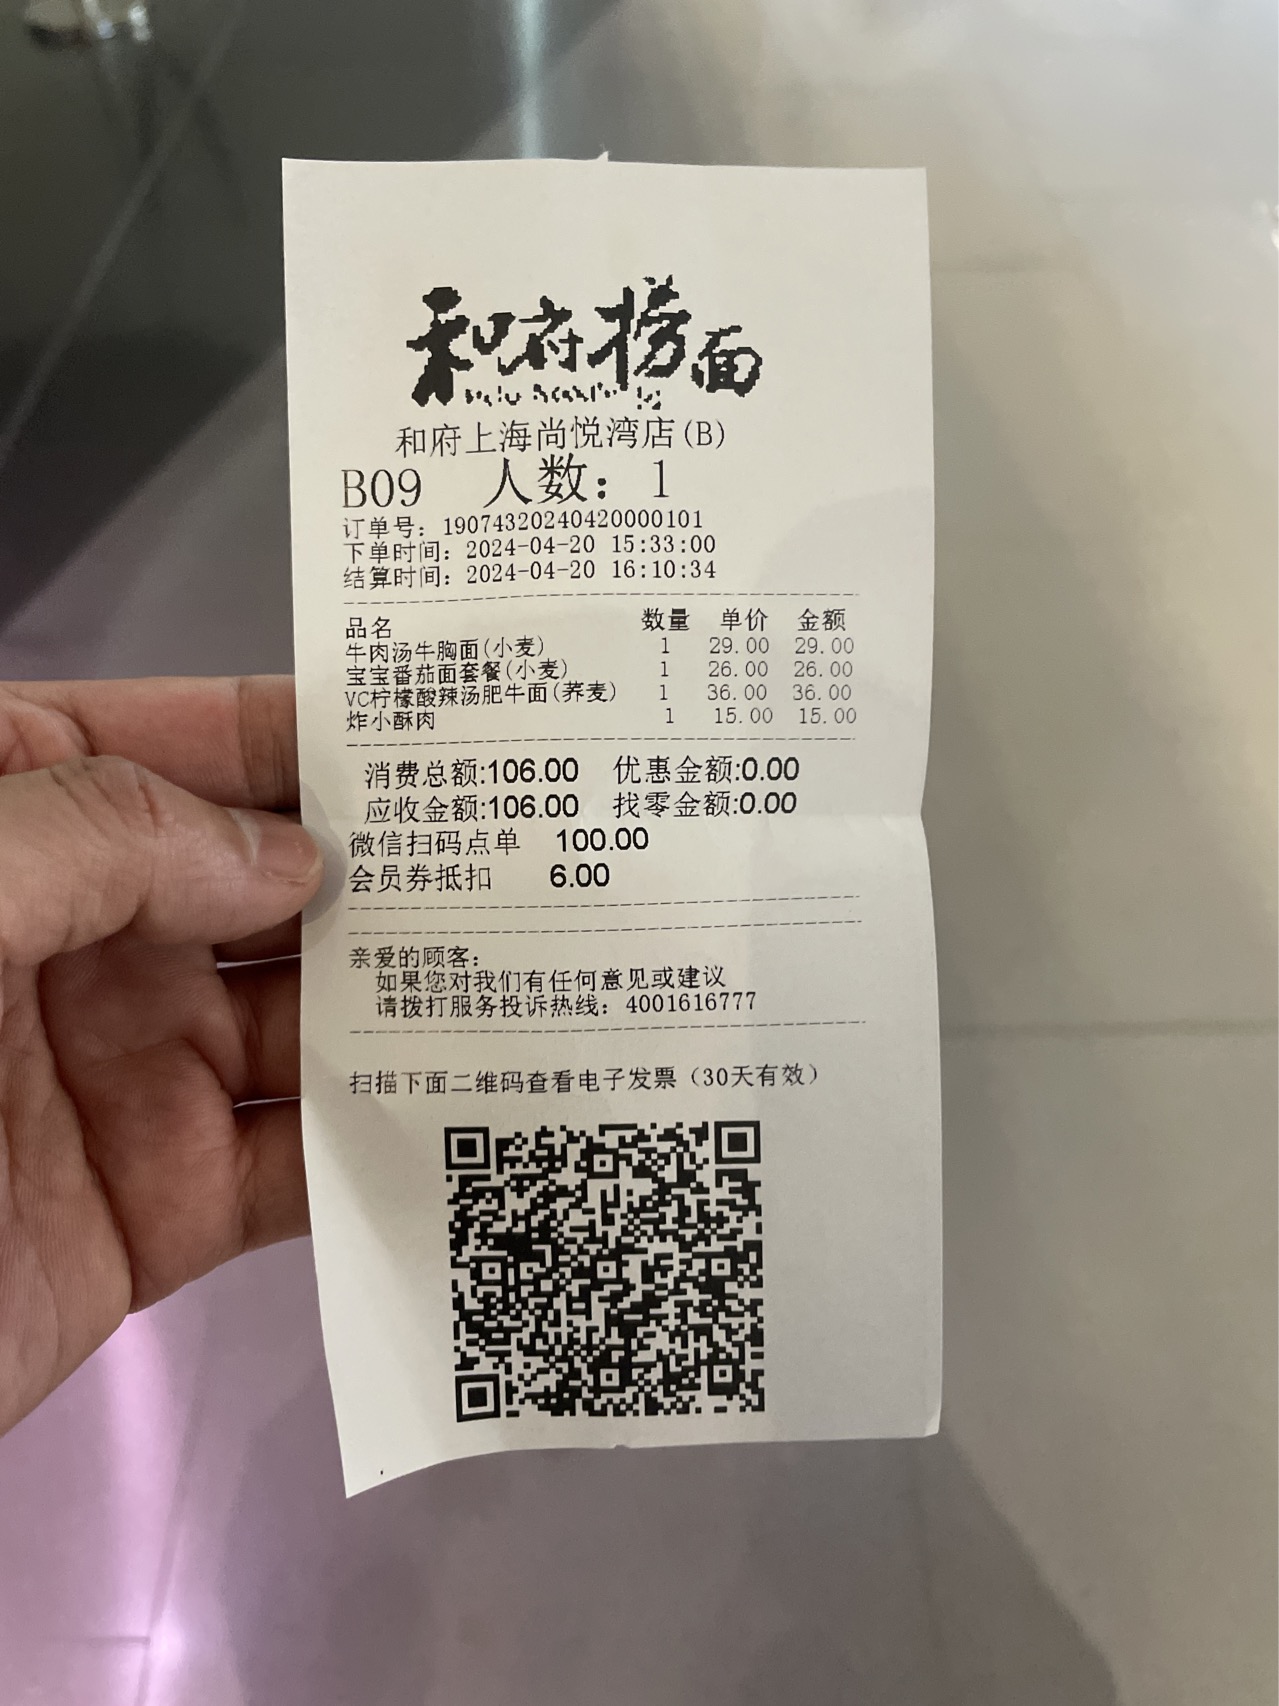 和府捞面
和府上海尚悦湾店(B)
B09 人数：1
订单号：19074320240420000101
下单时间：2024-04-20 15:33:00
结算时间：2024-04-20 16:10:34
品名 数量 单价 金额
牛肉汤牛胸面(小麦) 1 29.00 29.00
宝宝番茄面套餐(小麦) 1 26.00 26.00
VC柠檬酸辣汤肥牛面(荞麦) 1 36.00 36.00
炸小酥肉 1 15.00 15.00
消费总额:106.00 优惠金额:0.00
应收金额:106.00 找零金额:0.00
微信扫码点单 100.00
会员券抵扣 6.00
亲爱的顾客：
如果您对我们有任何意见或建议
请拨打服务投诉热线：4001616777
扫描下面二维码查看电子发票（30天有效）